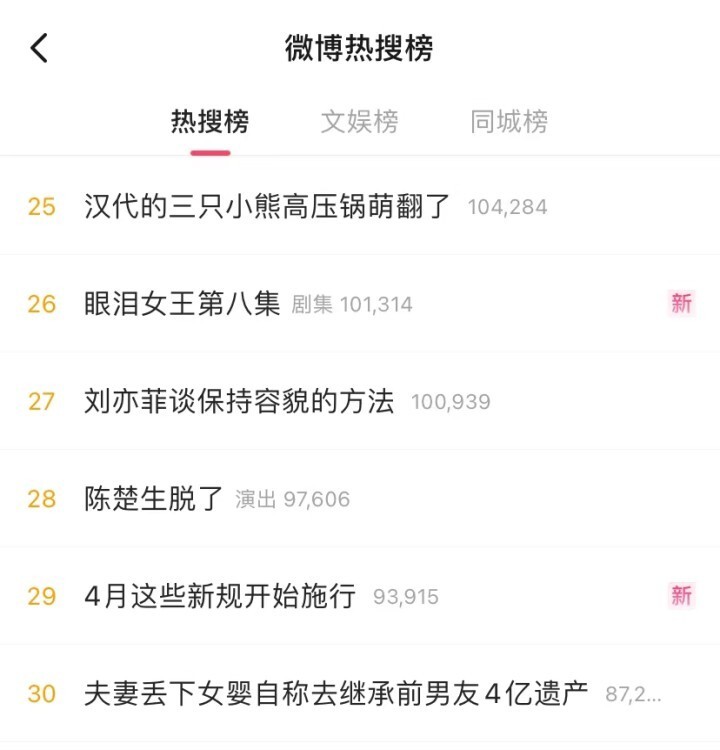 微博热搜榜
热搜榜 文娱榜 同城榜
25 汉代的三只小熊高压锅萌翻了 104,284
26 眼泪女王第八集 剧集 101,314 新
27 刘亦菲谈保持容貌的方法 100,939
28 陈楚生脱了 演出 97,606
29 4月这些新规开始施行 93,915 新
30 夫妻丢下女婴自称去继承前男友4亿遗产 87,2...